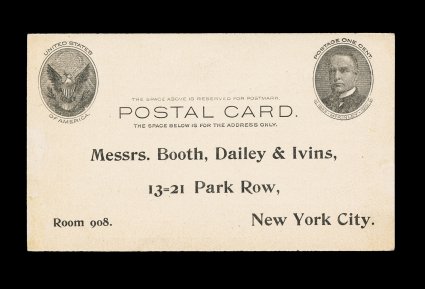 UNITED STATES
OF AMERICA
POSTAGE ONE CENT.
THE SPACE ABOVE IS RESERVED FOR POSTMARK.
POSTAL CARD.
THE SPACE BELOW IS FOR THE ADDRESS ONLY.
Messrs. Booth, Dailey & Ivins,
13=21 Park Row,
Room 908.
New York City.